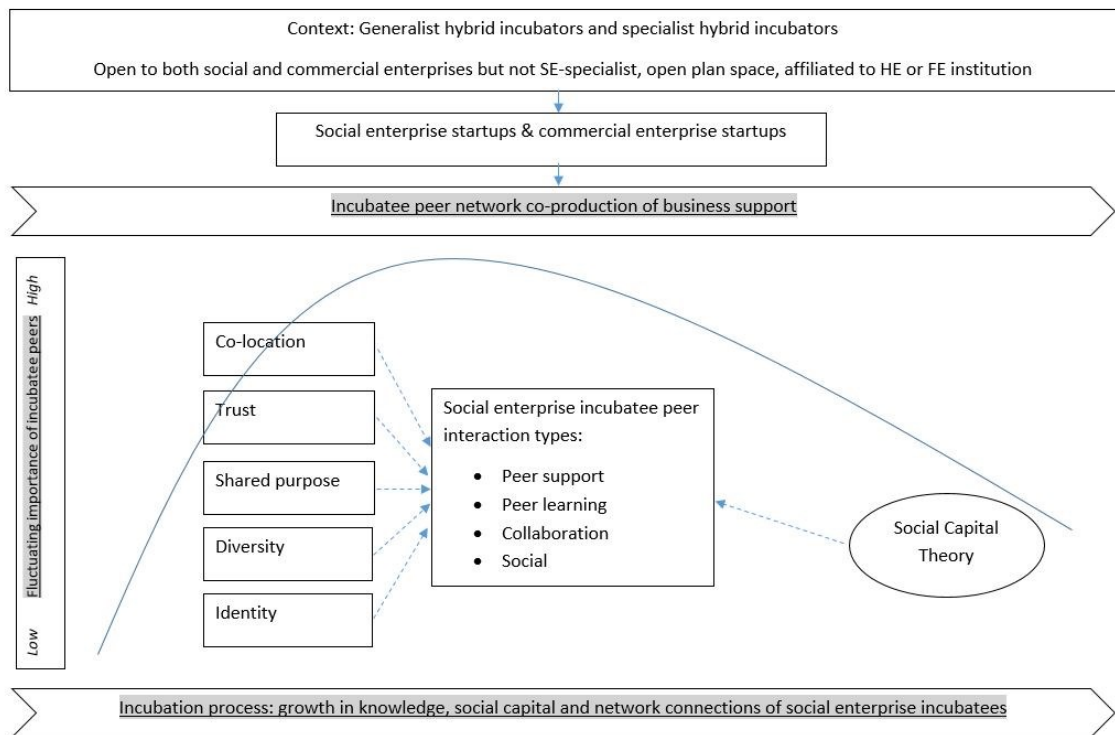 Context: Generalist hybrid incubators and specialist hybrid incubators
Open to both social and commercial enterprises but not SE-specialist, open plan space, affiliated to HE or FE institution
Social enterprise startups & commercial enterprise startups
Incubatee peer network co-production of business support
Low Fluctuating importance of incubatee peers High
Co-location
Trust
Shared purpose
Diversity
Identity
Social enterprise incubatee peer
interaction types:
• Peer support
• Peer learning
• Collaboration
• Social
Social Capital
Theory
Incubation process: growth in knowledge, social capital and network connections of social enterprise incubatees